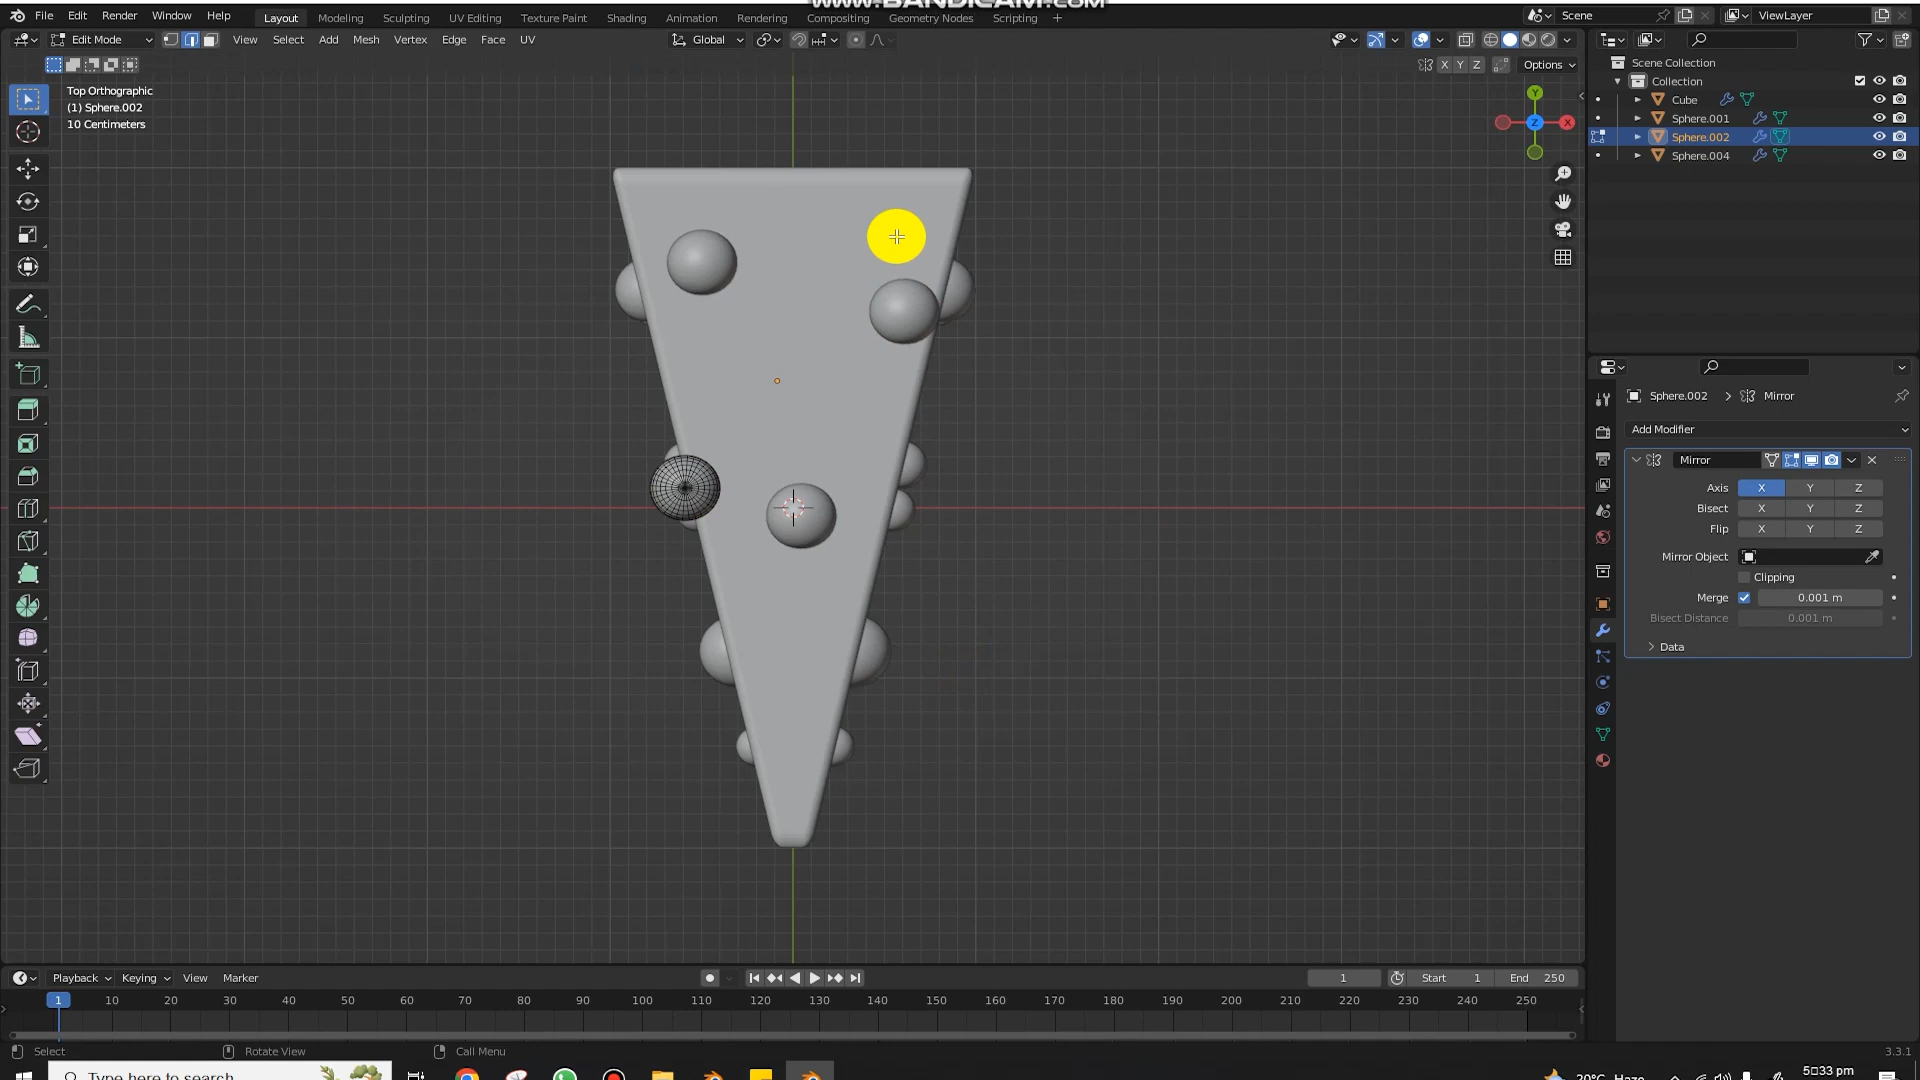 www.BANDICAM.com
File Edit Render Window Help Layout Modeling Sculpting UV Editing Texture Paint Shading Animation Rendering Compositing Geometry Nodes Scripting + Scene ViewLayer
Edit Mode View Select Add Mesh Vertex Edge Face UV Global
X Y Z Options
Top Orthographic
(1) Sphere.002
10 Centimeters
Y
Z
X
Scene Collection
Collection
Cube
Sphere.001
Sphere.002
Sphere.004
Sphere.002 > Mirror
Add Modifier
Mirror
Axis X Y Z
Bisect X Y Z
Flip X Y Z
Mirror Object
Clipping
Merge 0.001 m
Bisect Distance 0.001 m
Data
Playback Keying View Marker 1 Start 1 End 250
1 10 20 30 40 50 60 70 80 90 100 110 120 130 140 150 160 170 180 190 200 210 220 230 240 250
Select Rotate View Call Menu 3.3.1
Type here to search 20°C Haze 5:33 pm